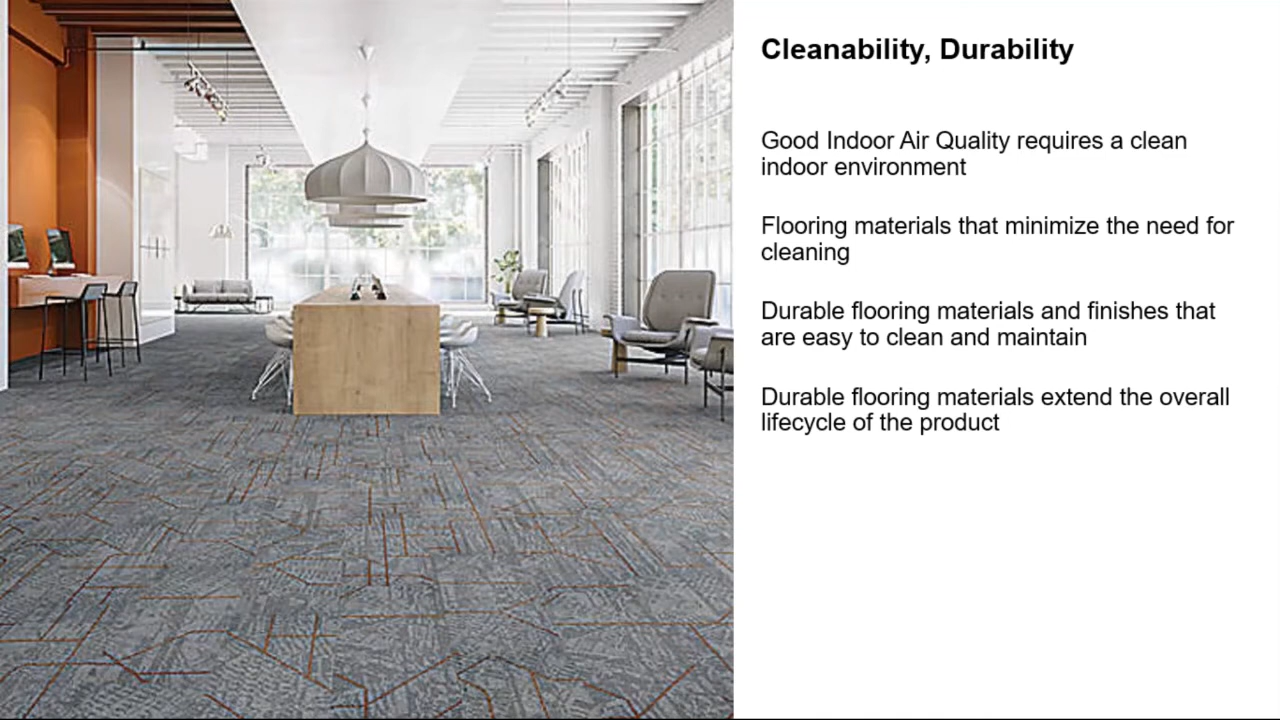 Cleanability, Durability
Good Indoor Air Quality requires a clean
indoor environment
Flooring materials that minimize the need for
cleaning
Durable flooring materials and finishes that
are easy to clean and maintain
Durable flooring materials extend the overall
lifecycle of the product